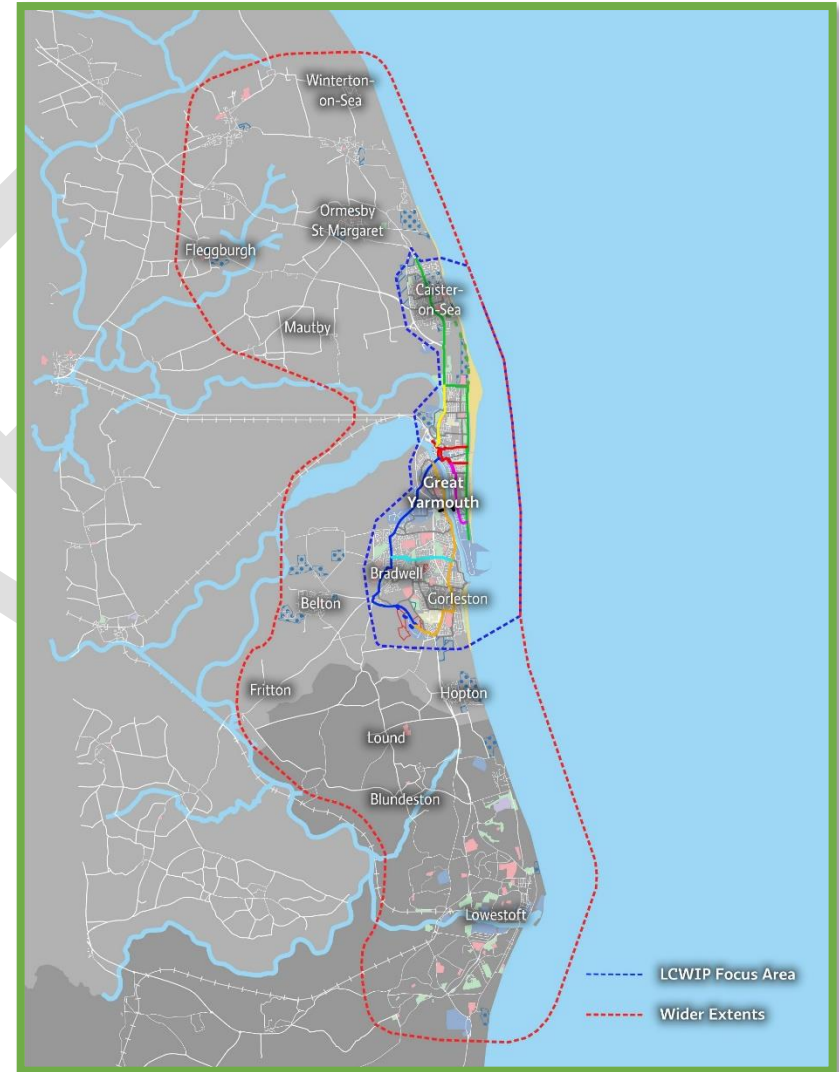 Winterton-
on-Sea
Ormesby
St Margaret
Fleggburgh
Caister-
on-Sea
Mautby
Great
Yarmouth
Bradwell
Belton
Gorleston
Fritton
Hopton
Lound
Blundeston
Lowestoft
LCWIP Focus Area
Wider Extents